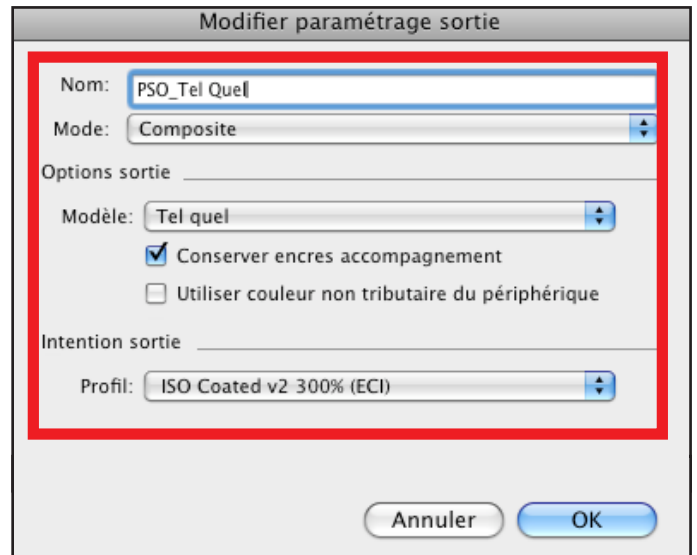 Modifier paramétrage sortie
Nom: PSO_Tel Quel
Mode: Composite
Options sortie
Modèle: Tel quel
Conserver encres accompagnement
Utiliser couleur non tributaire du périphérique
Intention sortie
Profil: ISO Coated v2 300% (ECI)
Annuler OK